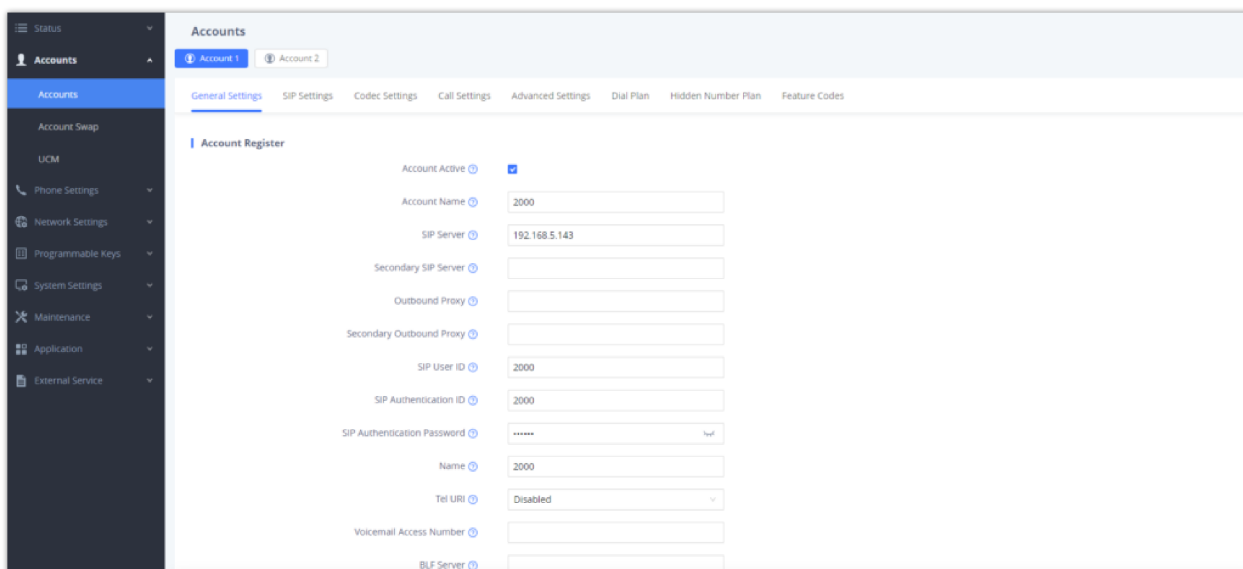 Status
Accounts
Accounts
Account Swap
UCM
Phone Settings
Network Settings
Programmable Keys
System Settings
Maintenance
Application
External Service
Accounts
Account 1 Account 2
General Settings SIP Settings Codec Settings Call Settings Advanced Settings Dial Plan Hidden Number Plan Feature Codes
Account Register
Account Active
Account Name 2000
SIP Server 192.168.5.143
Secondary SIP Server
Outbound Proxy
Secondary Outbound Proxy
SIP User ID 2000
SIP Authentication ID 2000
SIP Authentication Password ······
Name 2000
Tel URI Disabled
Voicemail Access Number
BLF Server